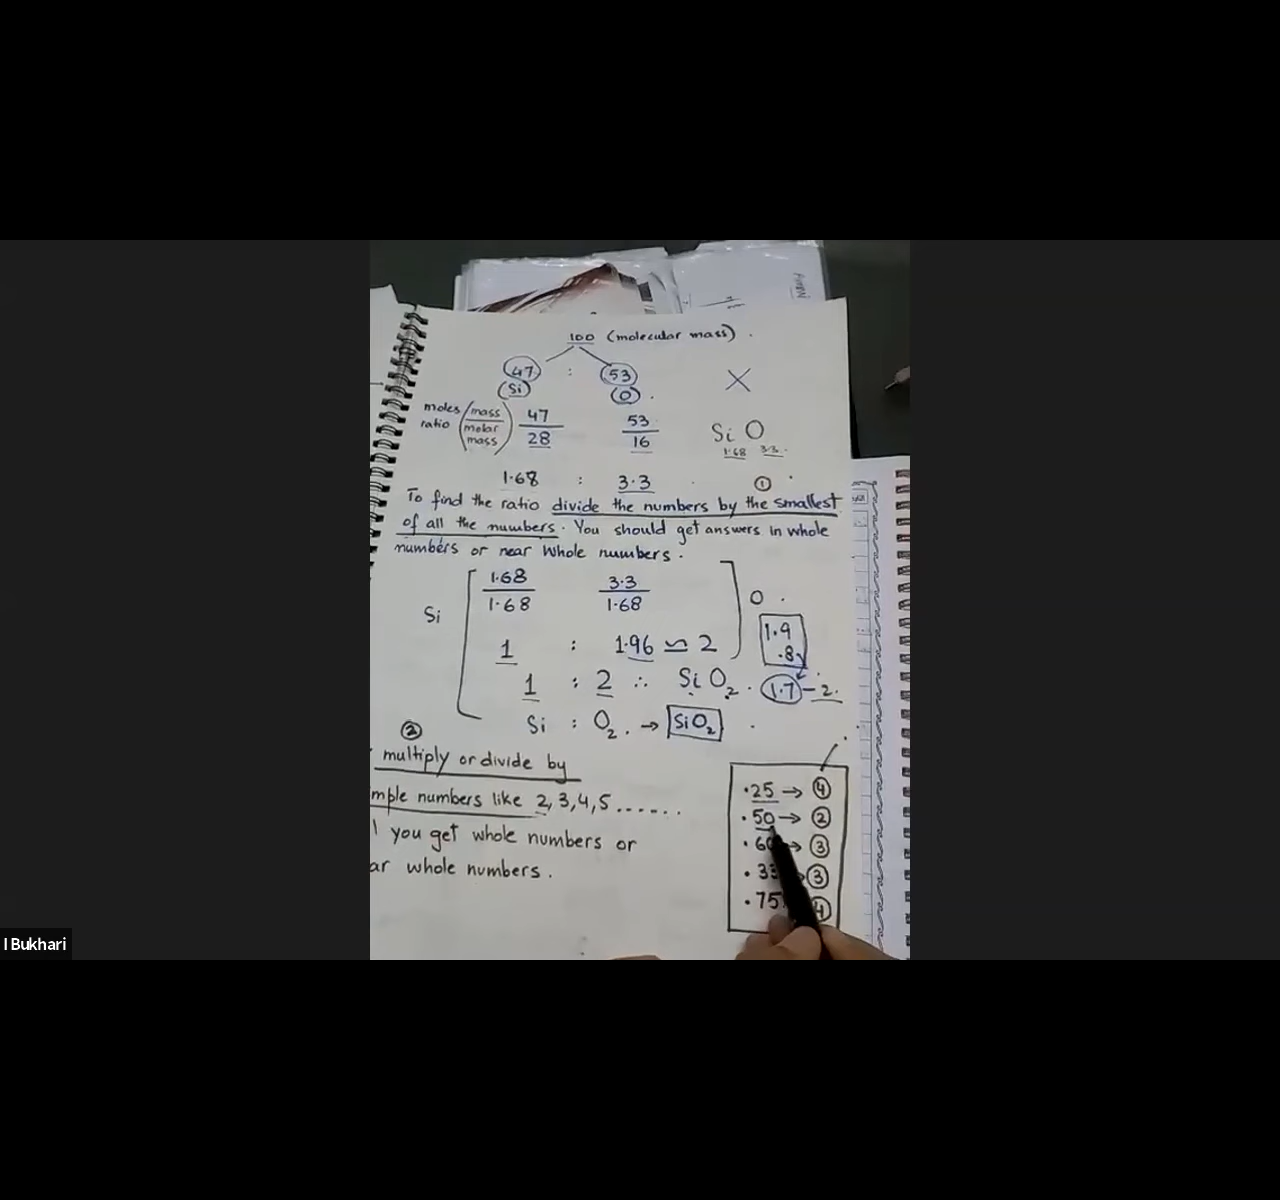 100 (molecular mass).
47 : 53
Si O.
moles ratio (mass/molar mass) 47/28 53/16 SiO
1.68 3.3
1.68 : 3.3
①
To find the ratio divide the numbers by the smallest
of all the numbers. You should get answers in whole
numbers or near whole numbers.
Si 1.68/1.68 3.3/1.68 O
1 : 1.96 ≃ 2
1.9
.8
1 : 2 ∴ SiO₂. 1.7 - 2.
Si : O₂. → SiO₂
②
multiply or divide by
mple numbers like 2, 3, 4, 5 ......
you get whole numbers or
ar whole numbers.
.25 → ④
.50 → ②
.6 → ③
.33 → ③
.75 ④
I Bukhari